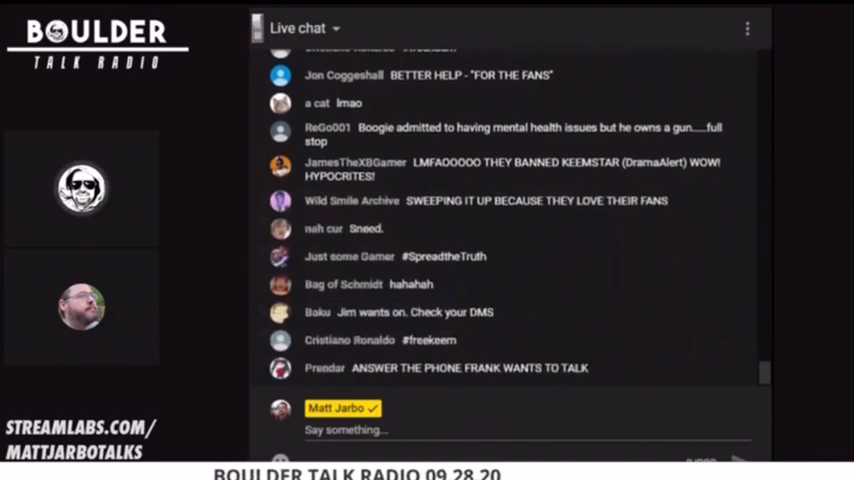 BOULDER
TALK RADIO
Live chat
Jon Coggeshall BETTER HELP - "FOR THE FANS"
a cat lmao
ReGo001 Boogie admitted to having mental health issues but he owns a gun......full
stop
JamesTheXBGamer LMFAOOOOO THEY BANNED KEEMSTAR (DramaAlert) WOW!
HYPOCRITES!
Wild Smile Archive SWEEPING IT UP BECAUSE THEY LOVE THEIR FANS
nah cur Sneed.
Just some Gamer #SpreadtheTruth
Bag of Schmidt hahahah
Baku Jim wants on. Check your DMS
Cristiano Ronaldo #freekeem
Prendar ANSWER THE PHONE FRANK WANTS TO TALK
Matt Jarbo
Say something...
STREAMLABS.COM/
MATTJARBOTALKS
BOULDER TALK RADIO 09.28.20